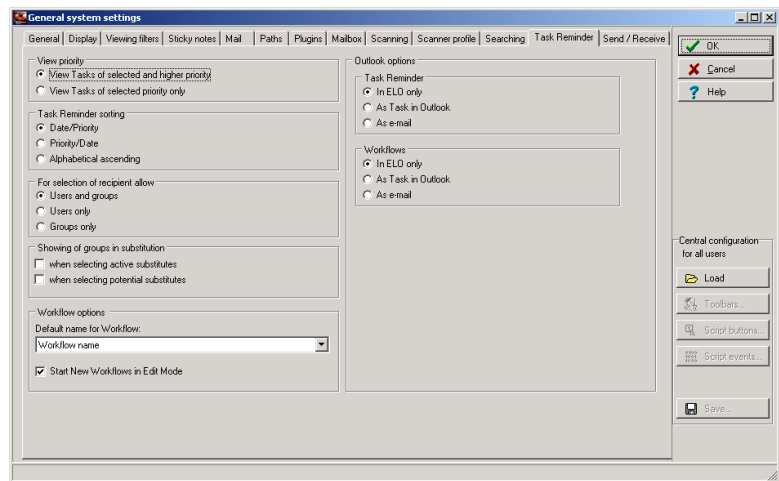 General system settings
General Display Viewing filters Sticky notes Mail Paths Plugins Mailbox Scanning Scanner profile Searching Task Reminder Send / Receive
View priority
View Tasks of selected and higher priority
View Tasks of selected priority only
Task Reminder sorting
Date/Priority
Priority/Date
Alphabetical ascending
For selection of recipient allow
Users and groups
Users only
Groups only
Showing of groups in substitution
when selecting active substitutes
when selecting potential substitutes
Workflow options
Default name for Workflow:
Workflow name
Start New Workflows in Edit Mode
Outlook options
Task Reminder
In ELO only
As Task in Outlook
As e-mail
Workflows
In ELO only
As Task in Outlook
As e-mail
OK
Cancel
Help
Central configuration
for all users
Load
Toolbars...
Script buttons...
Script events...
Save...